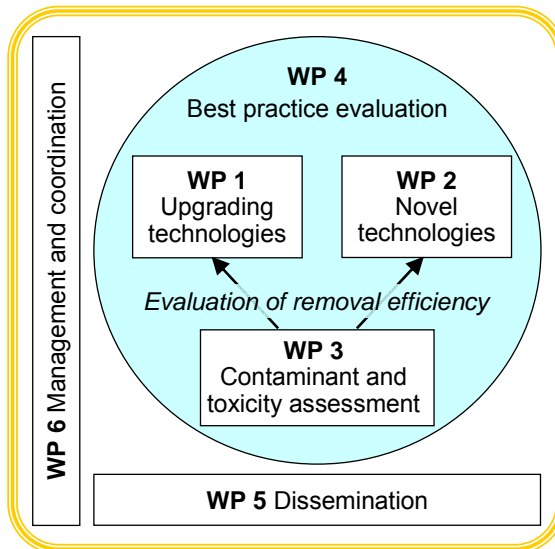 WP 6 Management and coordination
WP 4
Best practice evaluation
WP 1
Upgrading
technologies
WP 2
Novel
technologies
Evaluation of removal efficiency
WP 3
Contaminant and
toxicity assessment
WP 5 Dissemination